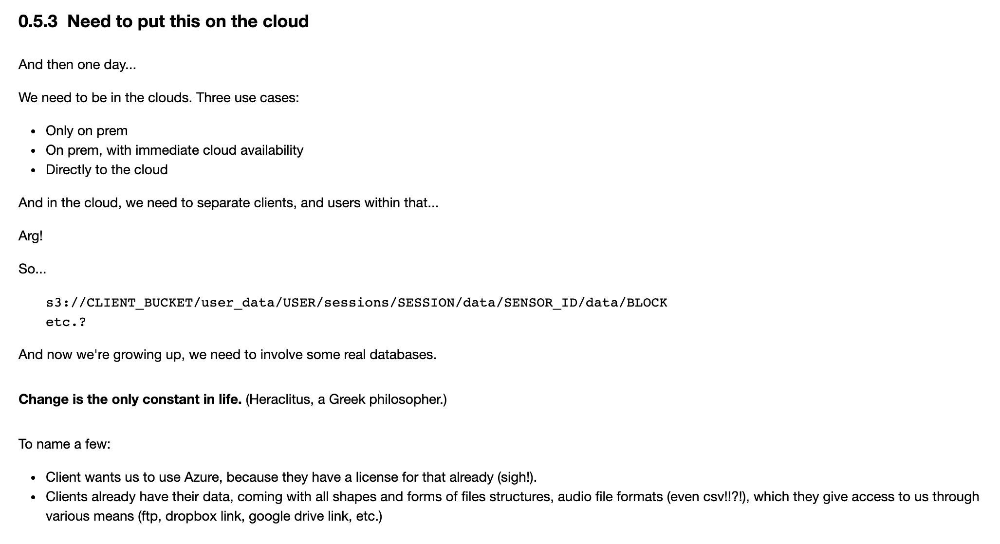 0.5.3 Need to put this on the cloud
And then one day...
We need to be in the clouds. Three use cases:
• Only on prem
• On prem, with immediate cloud availability
• Directly to the cloud
And in the cloud, we need to separate clients, and users within that...
Arg!
So...
s3://CLIENT_BUCKET/user_data/USER/sessions/SESSION/data/SENSOR_ID/data/BLOCK
etc.?
And now we're growing up, we need to involve some real databases.
Change is the only constant in life. (Heraclitus, a Greek philosopher.)
To name a few:
• Client wants us to use Azure, because they have a license for that already (sigh!).
• Clients already have their data, coming with all shapes and forms of files structures, audio file formats (even csv!!?!), which they give access to us through
various means (ftp, dropbox link, google drive link, etc.)